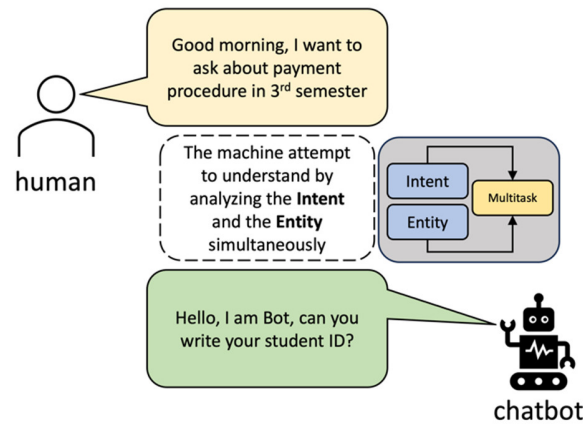 Good morning, I want to
ask about payment
procedure in 3rd semester
human
The machine attempt
to understand by
analyzing the Intent
and the Entity
simultaneously
Intent
Entity
Multitask
Hello, I am Bot, can you
write your student ID?
chatbot